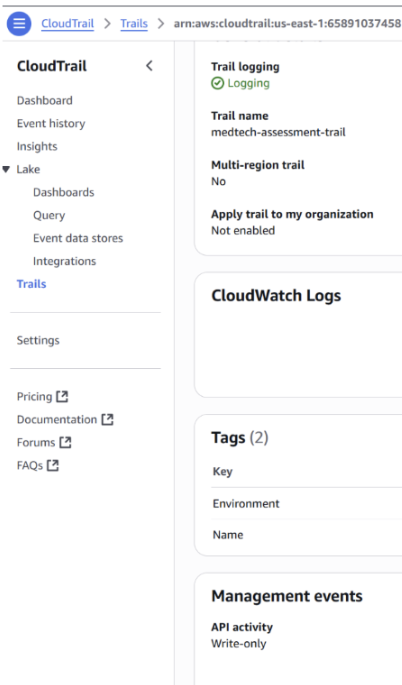 CloudTrail > Trails > arn:aws:cloudtrail:us-east-1:65891037458
CloudTrail
Dashboard
Event history
Insights
Lake
Dashboards
Query
Event data stores
Integrations
Trails
Settings
Pricing
Documentation
Forums
FAQs
Trail logging
Logging
Trail name
medtech-assessment-trail
Multi-region trail
No
Apply trail to my organization
Not enabled
CloudWatch Logs
Tags (2)
Key
Environment
Name
Management events
API activity
Write-only